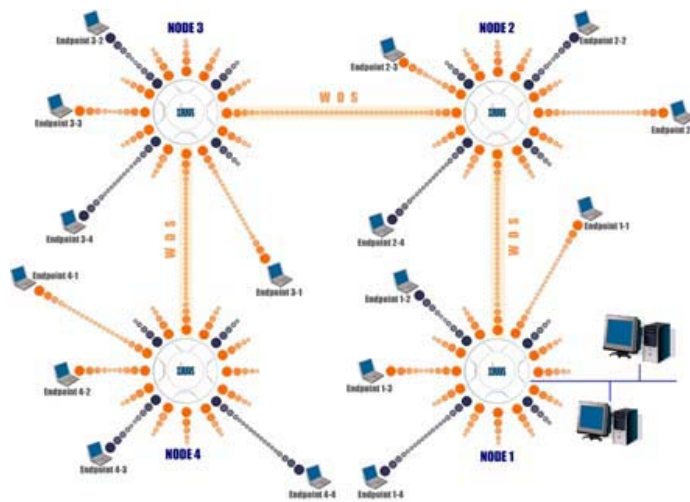 NODE 3
NODE 2
Endpoint 3-2
Endpoint 2-2
Endpoint 2-3
W D S
Endpoint 3-3
Endpoint 2
Endpoint 3-4
Endpoint 2-4
W D S
W D S
Endpoint 1-1
Endpoint 4-1
Endpoint 3-1
Endpoint 1-2
Endpoint 4-2
Endpoint 1-3
NODE 4
NODE 1
Endpoint 4-3
Endpoint 4-4
Endpoint 1-4